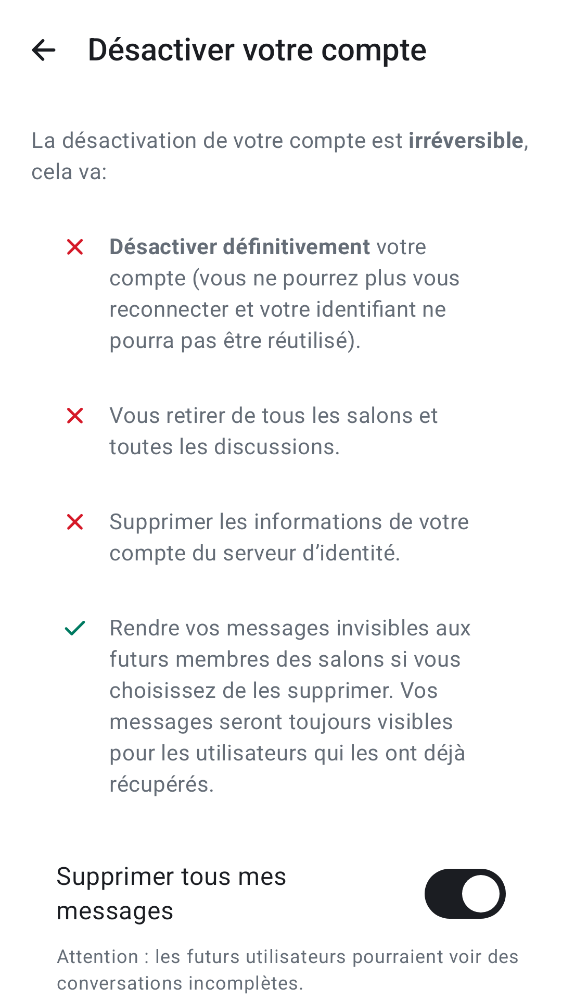 Désactiver votre compte
La désactivation de votre compte est irréversible,
cela va:
Désactiver définitivement votre
compte (vous ne pourrez plus vous
reconnecter et votre identifiant ne
pourra pas être réutilisé).
Vous retirer de tous les salons et
toutes les discussions.
Supprimer les informations de votre
compte du serveur d’identité.
Rendre vos messages invisibles aux
futurs membres des salons si vous
choisissez de les supprimer. Vos
messages seront toujours visibles
pour les utilisateurs qui les ont déjà
récupérés.
Supprimer tous mes
messages
Attention : les futurs utilisateurs pourraient voir des
conversations incomplètes.